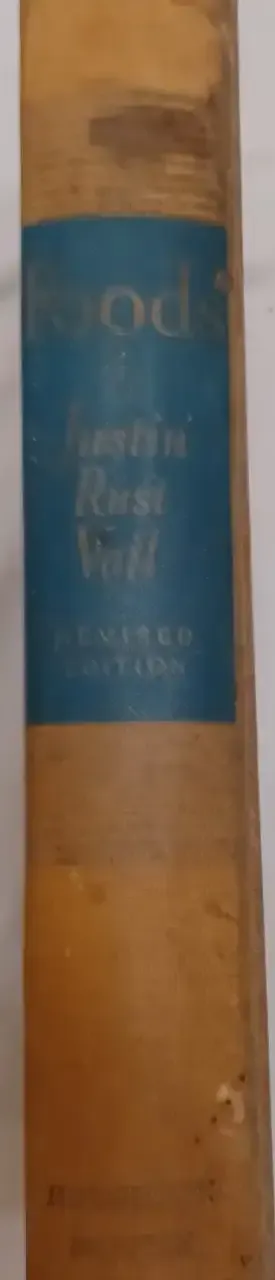 foods
Justin
Rust
Vail
REVISED
EDITION